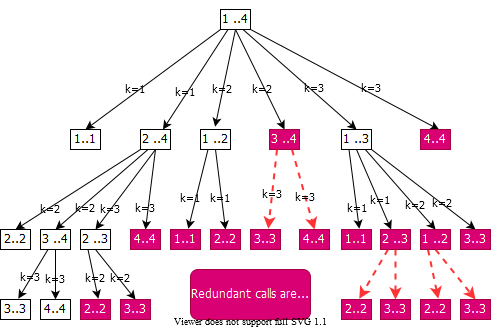 1 ..4
k=1
k=1
k=2
k=2
k=3
k=3
1..1
2 ..4
1 ..2
3 ..4
1 ..3
4..4
k=2
k=2
k=3
k=3
k=1
k=1
k=3
k=3
k=1
k=1
k=2
k=2
2..2
3 ..4
2 ..3
4..4
1..1
2..2
3..3
4..4
1..1
2 ..3
1 ..2
3..3
k=3
k=3
k=2
k=2
Redundant calls are...
3..3
4..4
2..2
3..3
2..2
3..3
2..2
3..3
Viewer does not support full SVG 1.1